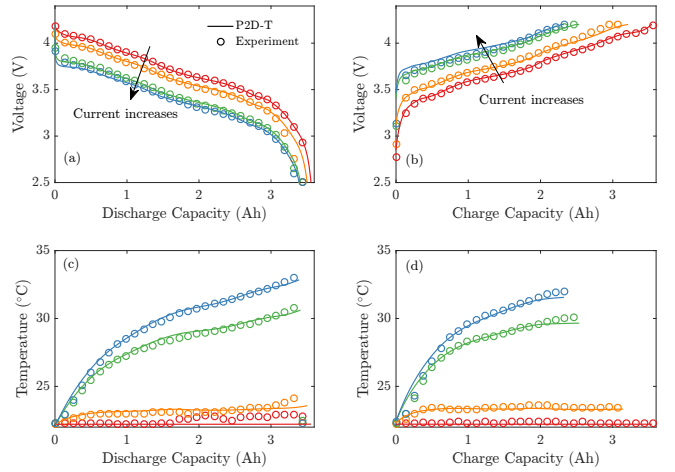 P2D-T
Experiment
Current increases
(a)
Voltage (V)
4
3.5
3
2.5
0
1
2
3
Discharge Capacity (Ah)
Current increases
(b)
Voltage (V)
4
3.5
3
2.5
0
1
2
3
Charge Capacity (Ah)
(c)
Temperature (°C)
35
30
25
0
1
2
3
Discharge Capacity (Ah)
(d)
Temperature (°C)
35
30
25
0
1
2
3
Charge Capacity (Ah)